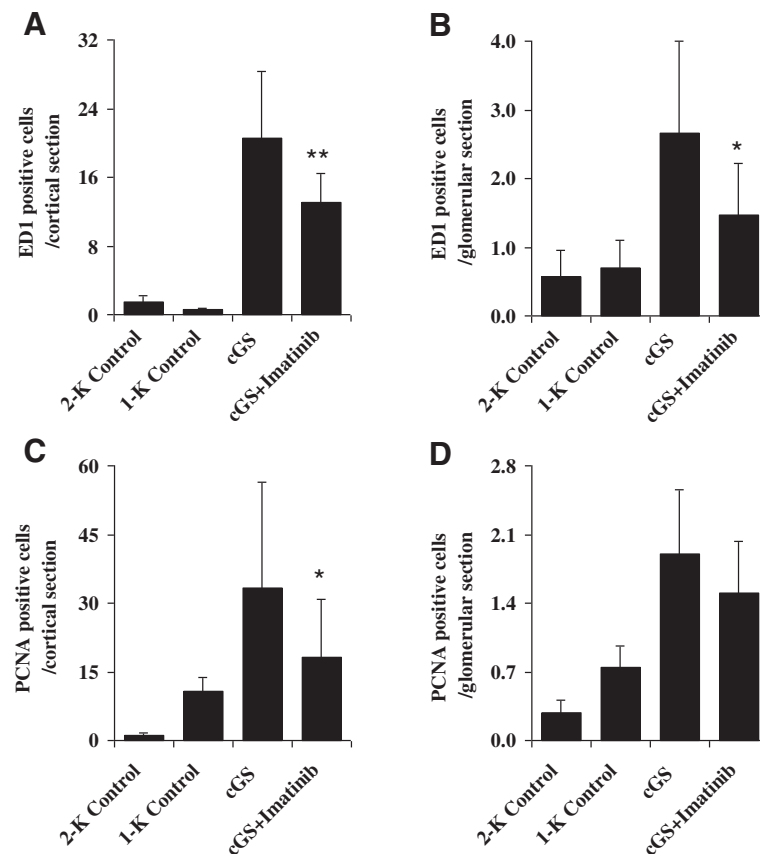 A
ED1 positive cells
/cortical section
32
24
16
8
0
**
2-K Control
1-K Control
cGS
cGS+Imatinib
B
ED1 positive cells
/glomerular section
4.0
3.0
2.0
1.0
0.0
*
2-K Control
1-K Control
cGS
cGS+Imatinib
C
PCNA positive cells
/cortical section
60
45
30
15
0
*
2-K Control
1-K Control
cGS
cGS+Imatinib
D
PCNA positive cells
/glomerular section
2.8
2.1
1.4
0.7
0.0
2-K Control
1-K Control
cGS
cGS+Imatinib